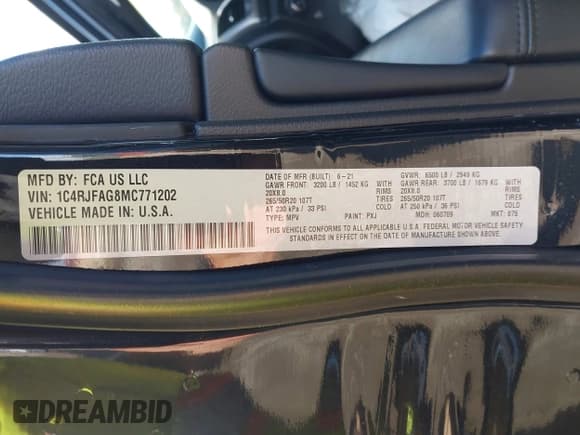 MFD BY: FCA US LLC
VIN: 1C4RJFAG8MC771202
VEHICLE MADE IN: U.S.A.
DATE OF MFR (BUILT): 6-21
GVWR: 6500 LB / 2949 KG
GAWR FRONT: 3200 LB / 1452 KG WITH
GAWR REAR: 3700 LB / 1679 KG WITH
20X8.0 RIMS
20X8.0 RIMS
265/50R20 107T TIRES
265/50R20 107T TIRES
AT 230 kPa / 33 PSI COLD
AT 250 kPa / 36 PSI COLD
TYPE: MPV PAINT: PXJ MDH: 060709 MKT: 879
THIS VEHICLE CONFORMS TO ALL APPLICABLE U.S.A. FEDERAL MOTOR VEHICLE SAFETY
STANDARDS IN EFFECT ON THE DATE OF MANUFACTURE SHOWN ABOVE.
DREAMBID